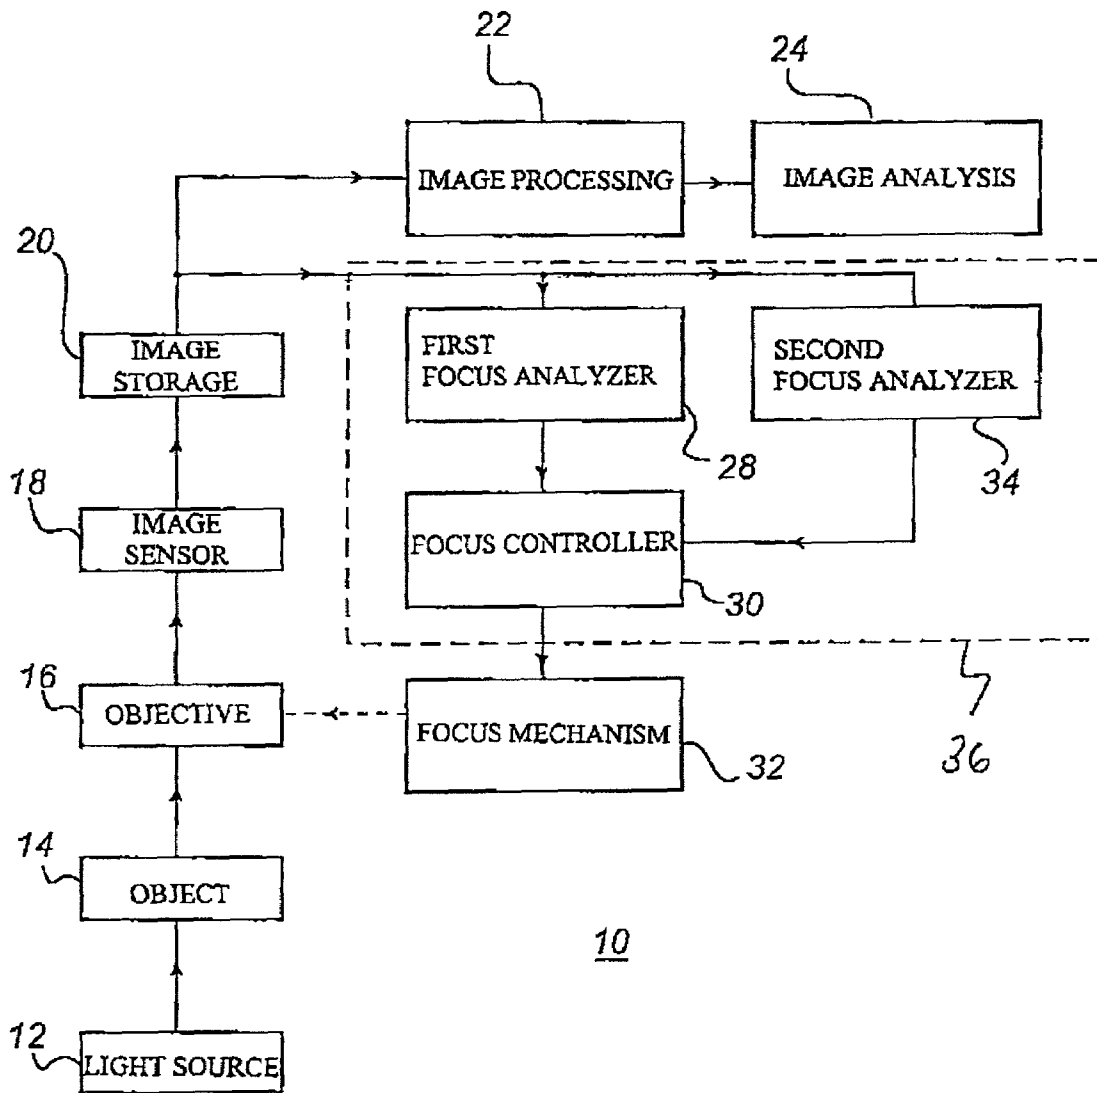 22
24
IMAGE PROCESSING
IMAGE ANALYSIS
20
IMAGE
STORAGE
FIRST
FOCUS ANALYZER
SECOND
FOCUS ANALYZER
28
34
18
IMAGE
SENSOR
FOCUS CONTROLLER
30
16
OBJECTIVE
FOCUS MECHANISM
32
36
14
OBJECT
10
12
LIGHT SOURCE